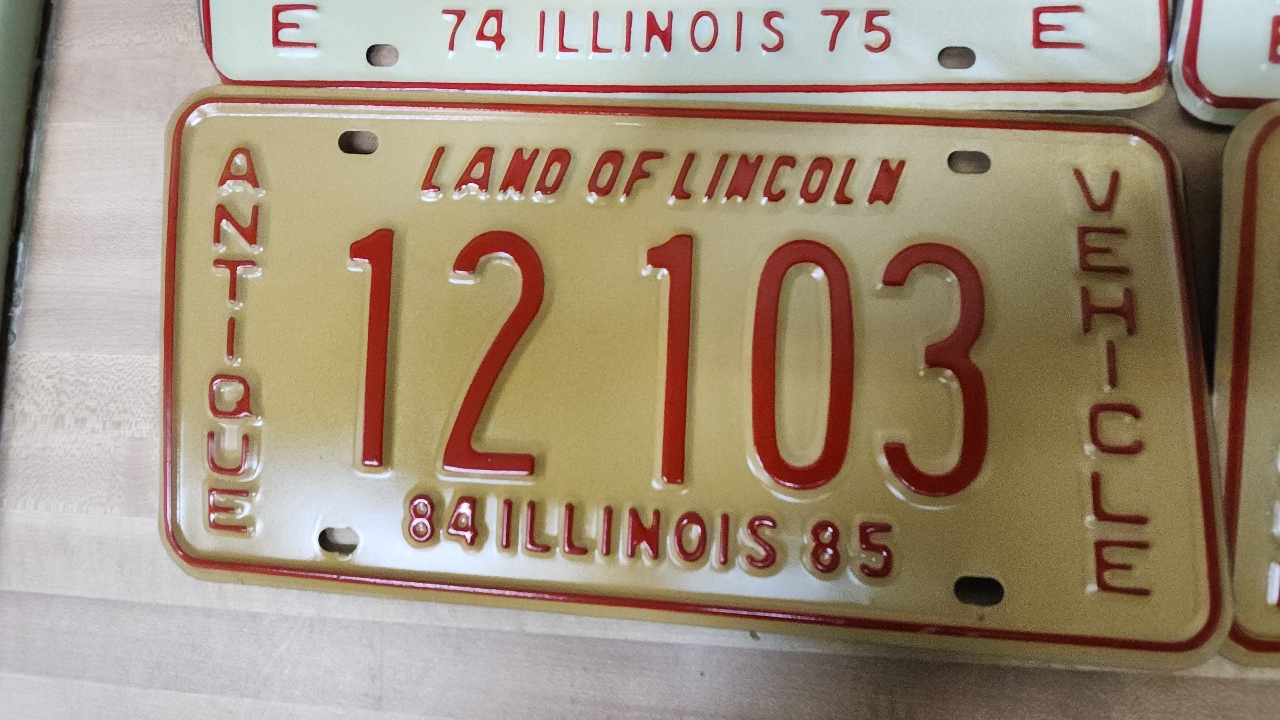 E 74 ILLINOIS 75 E
LAND OF LINCOLN
ANTIQUE
12 103
VEHICLE
84 ILLINOIS 85